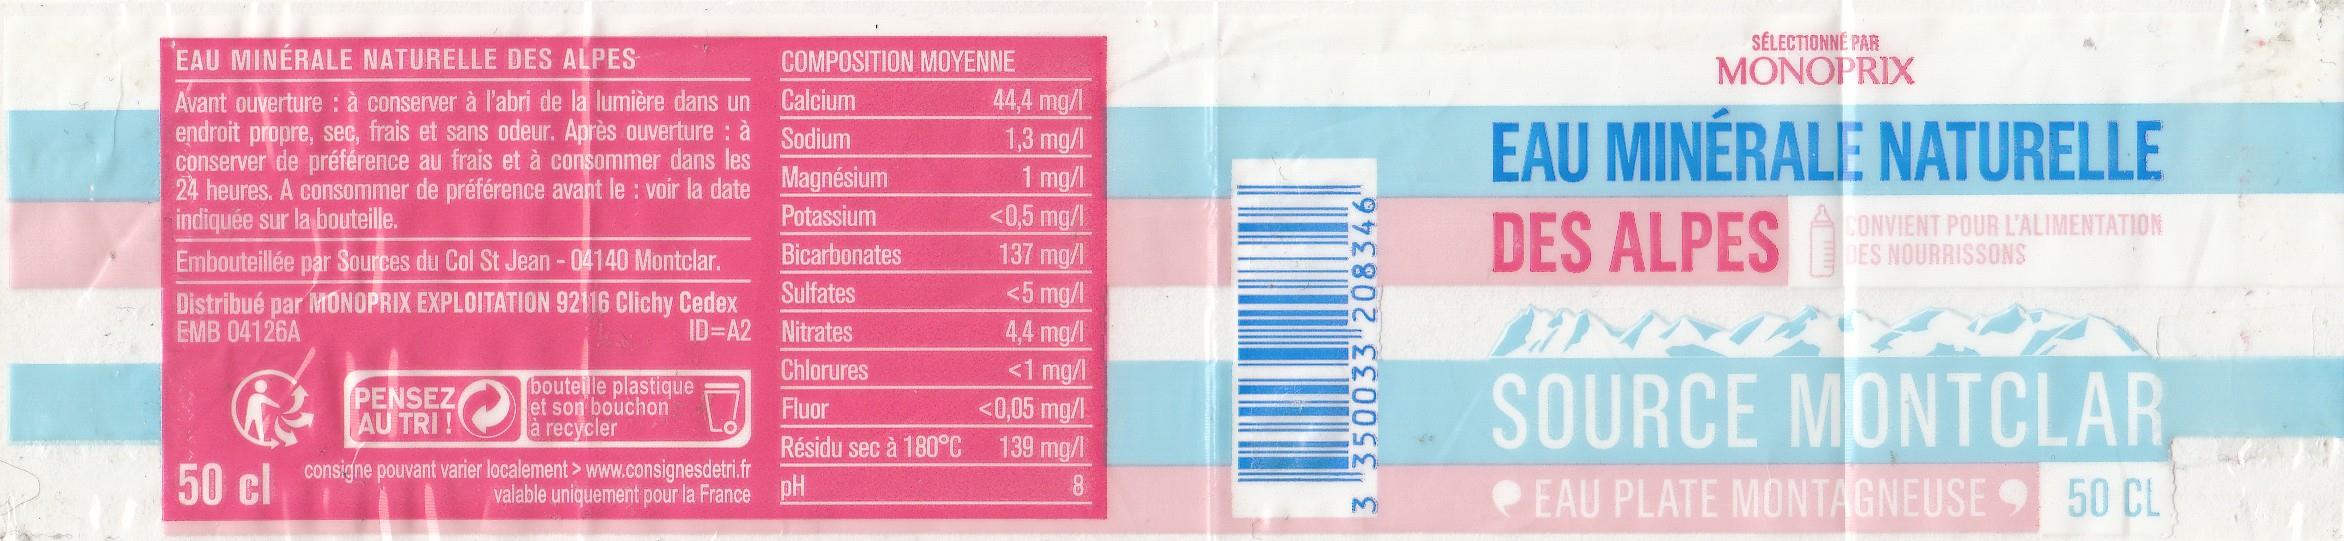 EAU MINÉRALE NATURELLE DES ALPES
Avant ouverture : à conserver à l'abri de la lumière dans un
endroit propre, sec, frais et sans odeur. Après ouverture : à
conserver de préférence au frais et à consommer dans les
24 heures. A consommer de préférence avant le : voir la date
indiquée sur la bouteille.
Embouteillée par Sources du Col St Jean - 04140 Montclar.
Distribué par MONOPRIX EXPLOITATION 92116 Clichy Cedex
EMB 04126A ID=A2
PENSEZ
AU TRI !
bouteille plastique
et son bouchon
à recycler
50 cl
consigne pouvant varier localement > www.consignesdetri.fr
valable uniquement pour la France
COMPOSITION MOYENNE
Calcium 44,4 mg/l
Sodium 1,3 mg/l
Magnésium 1 mg/l
Potassium <0,5 mg/l
Bicarbonates 137 mg/l
Sulfates <5 mg/l
Nitrates 4,4 mg/l
Chlorures <1 mg/l
Fluor <0,05 mg/l
Résidu sec à 180°C 139 mg/l
pH 8
3 350033 208346
SÉLECTIONNÉ PAR
MONOPRIX
EAU MINÉRALE NATURELLE
DES ALPES
CONVIENT POUR L'ALIMENTATION
DES NOURRISSONS
SOURCE MONTCLAR
EAU PLATE MONTAGNEUSE
50 CL